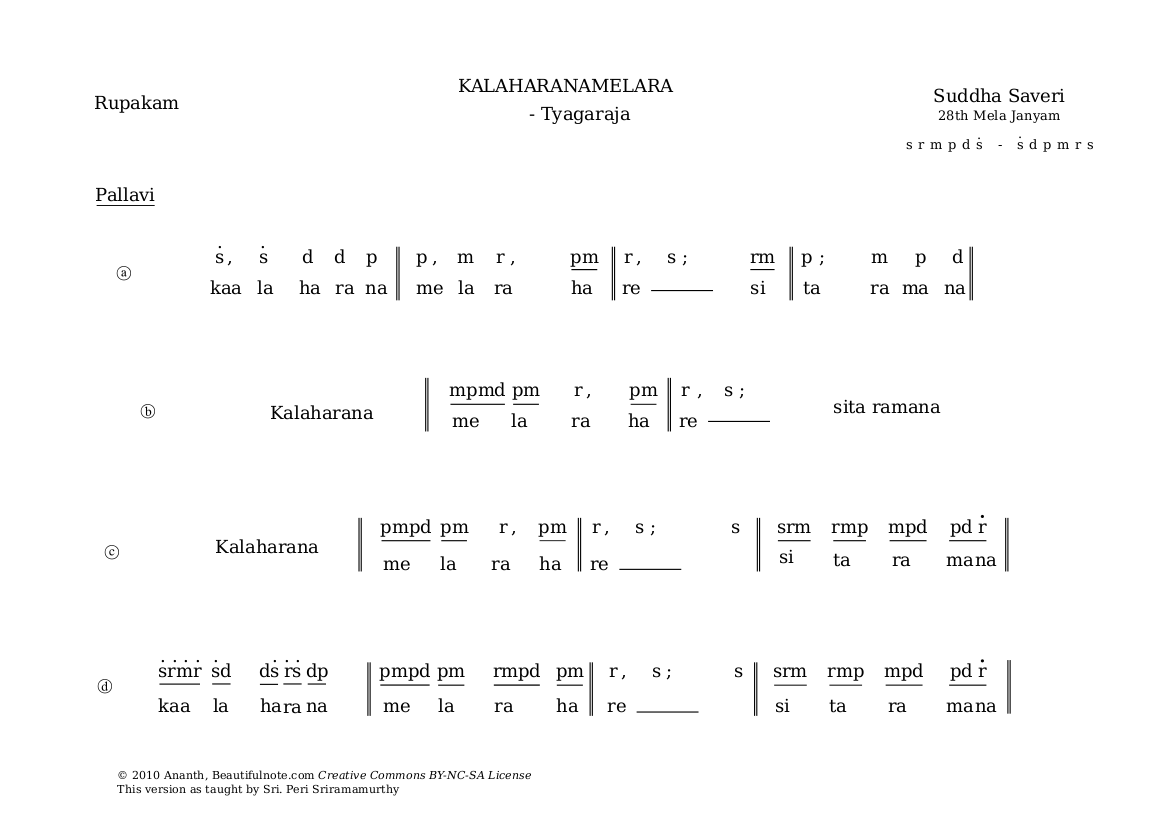 KALAHARANAMELARA
- Tyagaraja
Rupakam
Suddha Saveri
28th Mela Janyam
s r m p d ṡ - ṡ d p m r s
Pallavi
ⓐ
ṡ , ṡ d d p ‖ p , m r , pm ‖ r , s ; rm ‖ p ; m p d ‖
kaa la ha ra na me la ra ha re ——— si ta ra ma na
ⓑ
Kalaharana ‖ mpmd pm r , pm ‖ r , s ; sita ramana
me la ra ha re ———
ⓒ
Kalaharana ‖ pmpd pm r , pm ‖ r , s ; s ‖ srm rmp mpd pd ṙ ‖
me la ra ha re ——— si ta ra mana
ⓓ
ṡṙṁṙ ṡd dṡ ṙṡ dp ‖ pmpd pm rmpd pm ‖ r , s ; s ‖ srm rmp mpd pd ṙ ‖
kaa la hara na me la ra ha re ——— si ta ra mana
© 2010 Ananth, Beautifulnote.com Creative Commons BY-NC-SA License
This version as taught by Sri. Peri Sriramamurthy